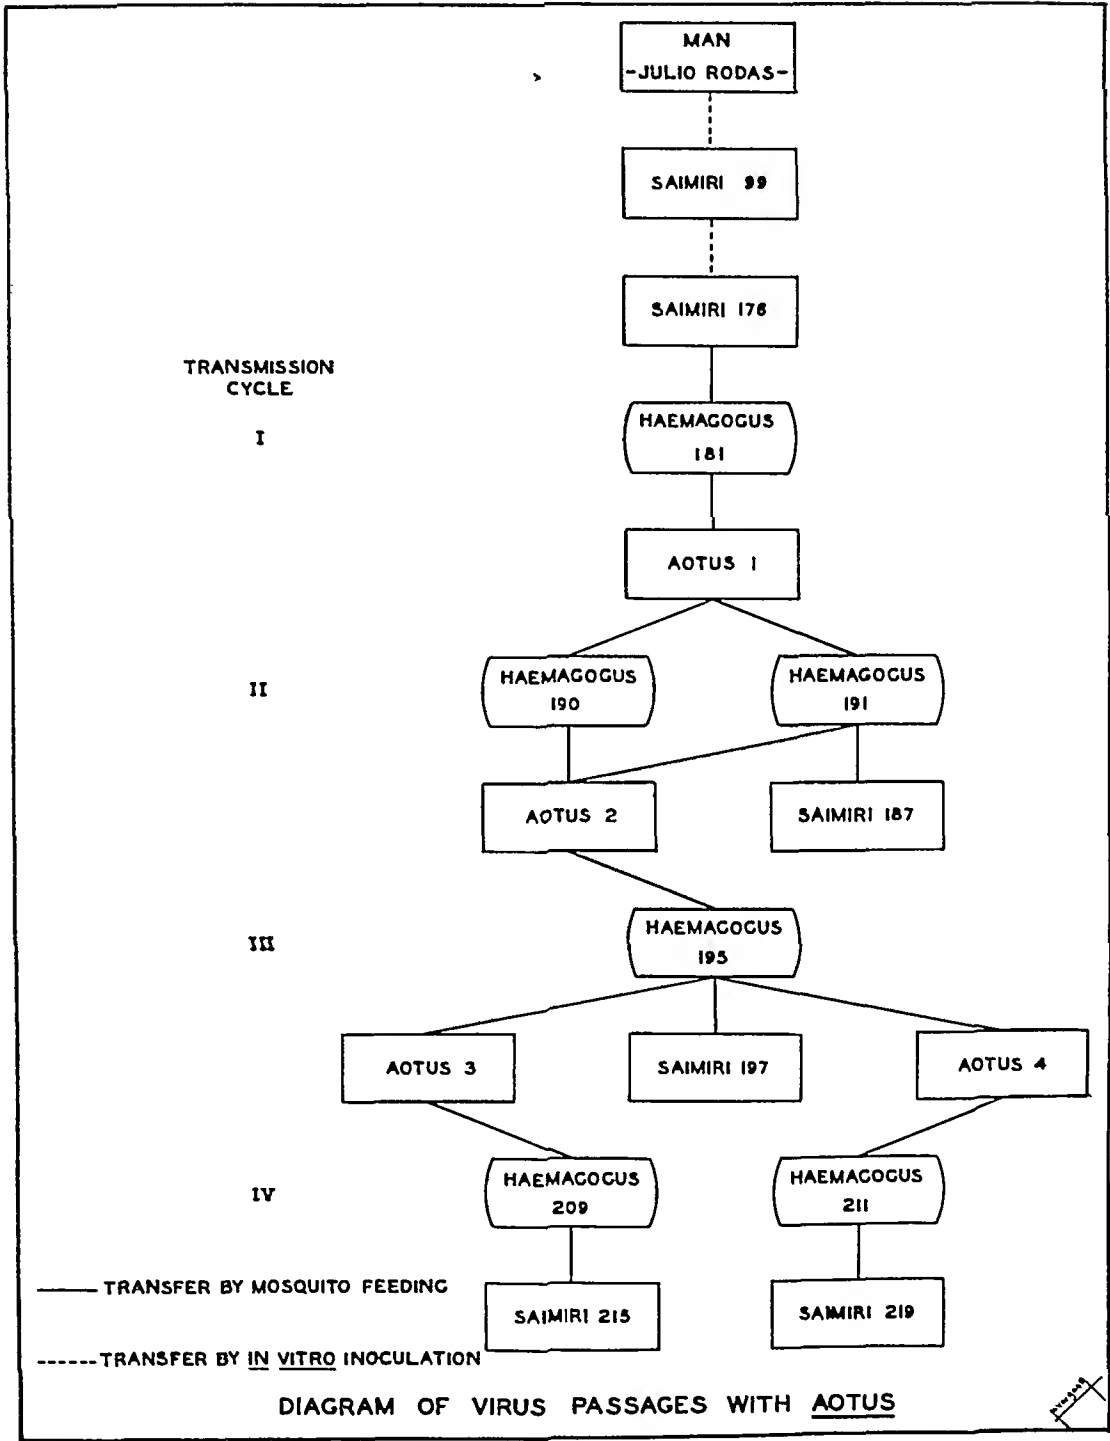 MAN
-JULIO RODAS-
SAIMIRI 99
SAIMIRI 176
TRANSMISSION
CYCLE
I
HAEMAGOGUS
181
AOTUS 1
II
HAEMAGOGUS
190
HAEMAGOGUS
191
AOTUS 2
SAIMIRI 187
III
HAEMAGOGUS
195
AOTUS 3
SAIMIRI 197
AOTUS 4
IV
HAEMAGOGUS
209
HAEMAGOGUS
211
TRANSFER BY MOSQUITO FEEDING
SAIMIRI 215
SAIMIRI 219
TRANSFER BY IN VITRO INOCULATION
DIAGRAM OF VIRUS PASSAGES WITH AOTUS